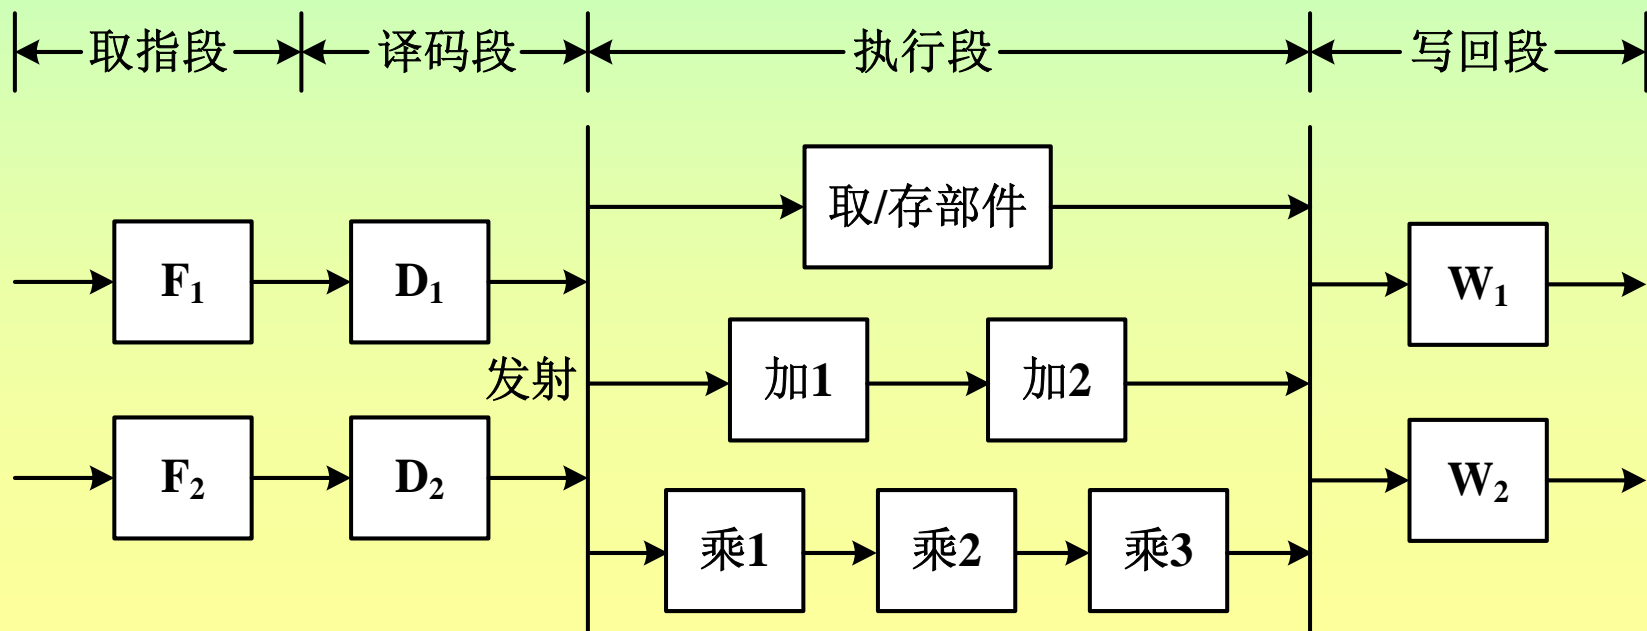 取指段 译码段 执行段 写回段
取/存部件
F₁ D₁ W₁
发射 加1 加2
F₂ D₂ W₂
乘1 乘2 乘3